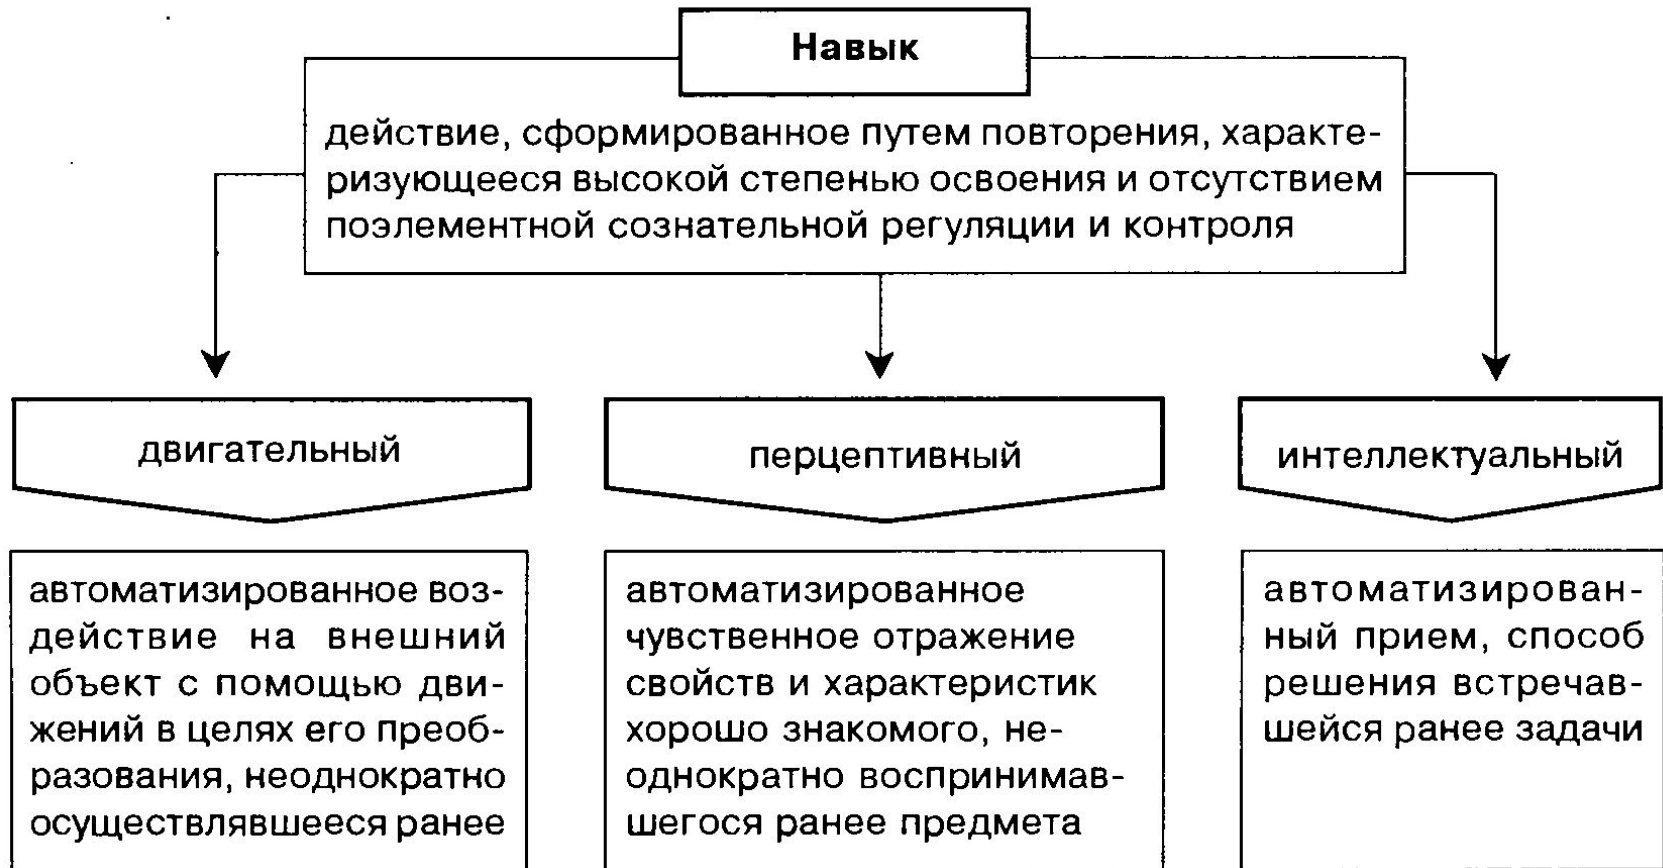 Навык
действие, сформированное путем повторения, характе-
ризующееся высокой степенью освоения и отсутствием
поэлементной сознательной регуляции и контроля
двигательный
перцептивный
интеллектуальный
автоматизированное воз-
действие на внешний
объект с помощью дви-
жений в целях его преоб-
разования, неоднократно
осуществлявшееся ранее
автоматизированное
чувственное отражение
свойств и характеристик
хорошо знакомого, не-
однократно воспринимав-
шегося ранее предмета
автоматизирован-
ный прием, способ
решения встречав-
шейся ранее задачи